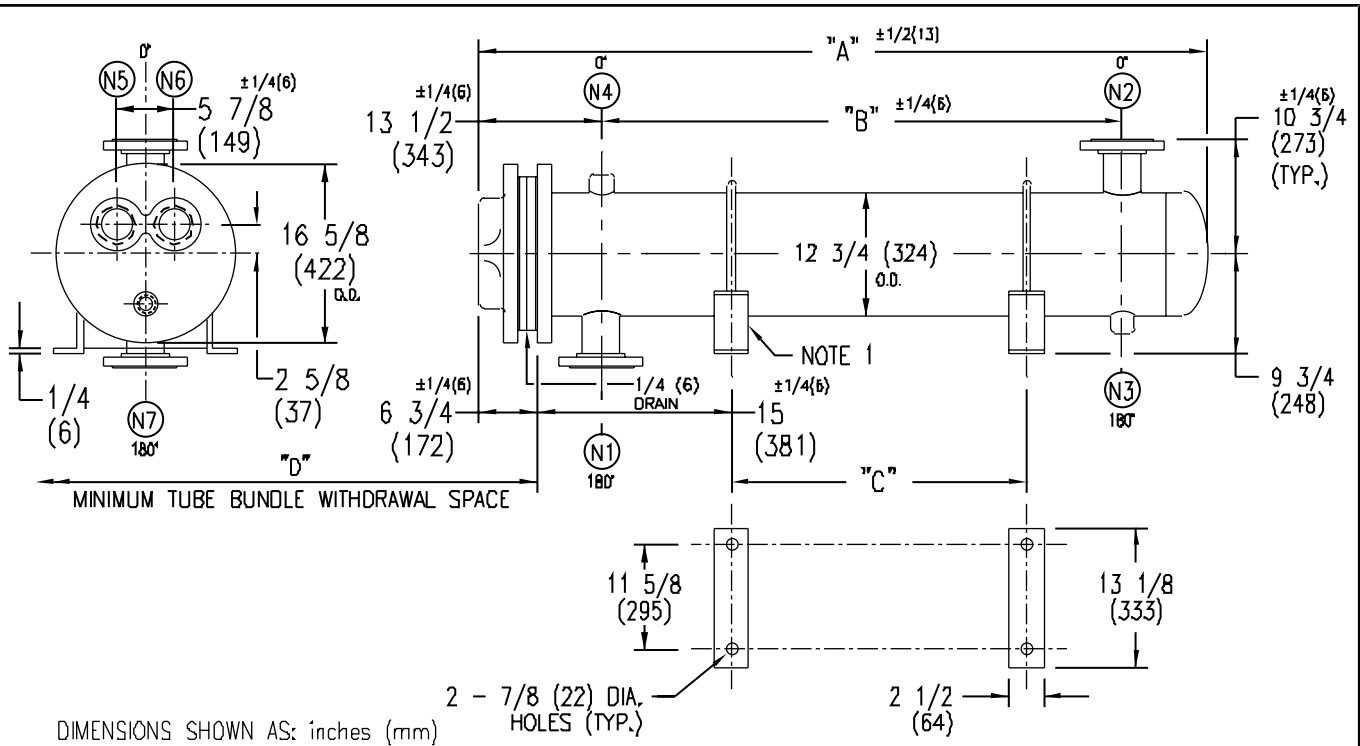 0°
N5 N6
±1/4(6)
5 7/8
(149)
16 5/8
(422)
O.D.
2 5/8
(37)
1/4
(6)
N7
180°
"D"
MINIMUM TUBE BUNDLE WITHDRAWAL SPACE
"A" ±1/2(13)
±1/4(6)
13 1/2
(343)
0°
N4
"B" ±1/4(6)
0°
N2
±1/4(6)
10 3/4
(273)
(TYP.)
12 3/4 (324)
O.D.
NOTE 1
±1/4(6)
6 3/4
(172)
1/4 (6)
DRAIN
±1/4(6)
15
(381)
N1
180°
N3
180°
9 3/4
(248)
"C"
11 5/8
(295)
13 1/8
(333)
2 - 7/8 (22) DIA.
HOLES (TYP.)
2 1/2
(64)
DIMENSIONS SHOWN AS: inches (mm)